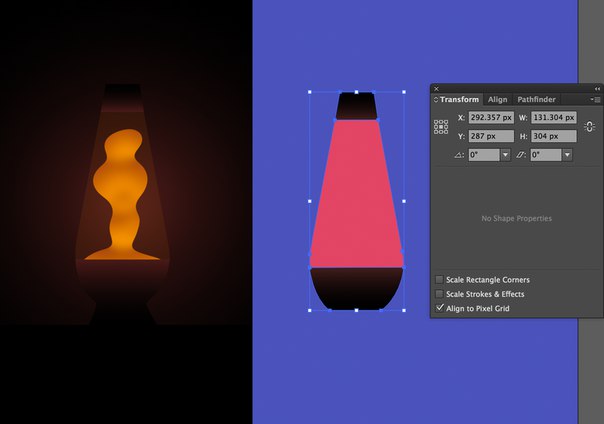 Transform Align Pathfinder
X: 292.357 px W: 131.304 px
Y: 287 px H: 304 px
0° 0°
No Shape Properties
Scale Rectangle Corners
Scale Strokes & Effects
Align to Pixel Grid